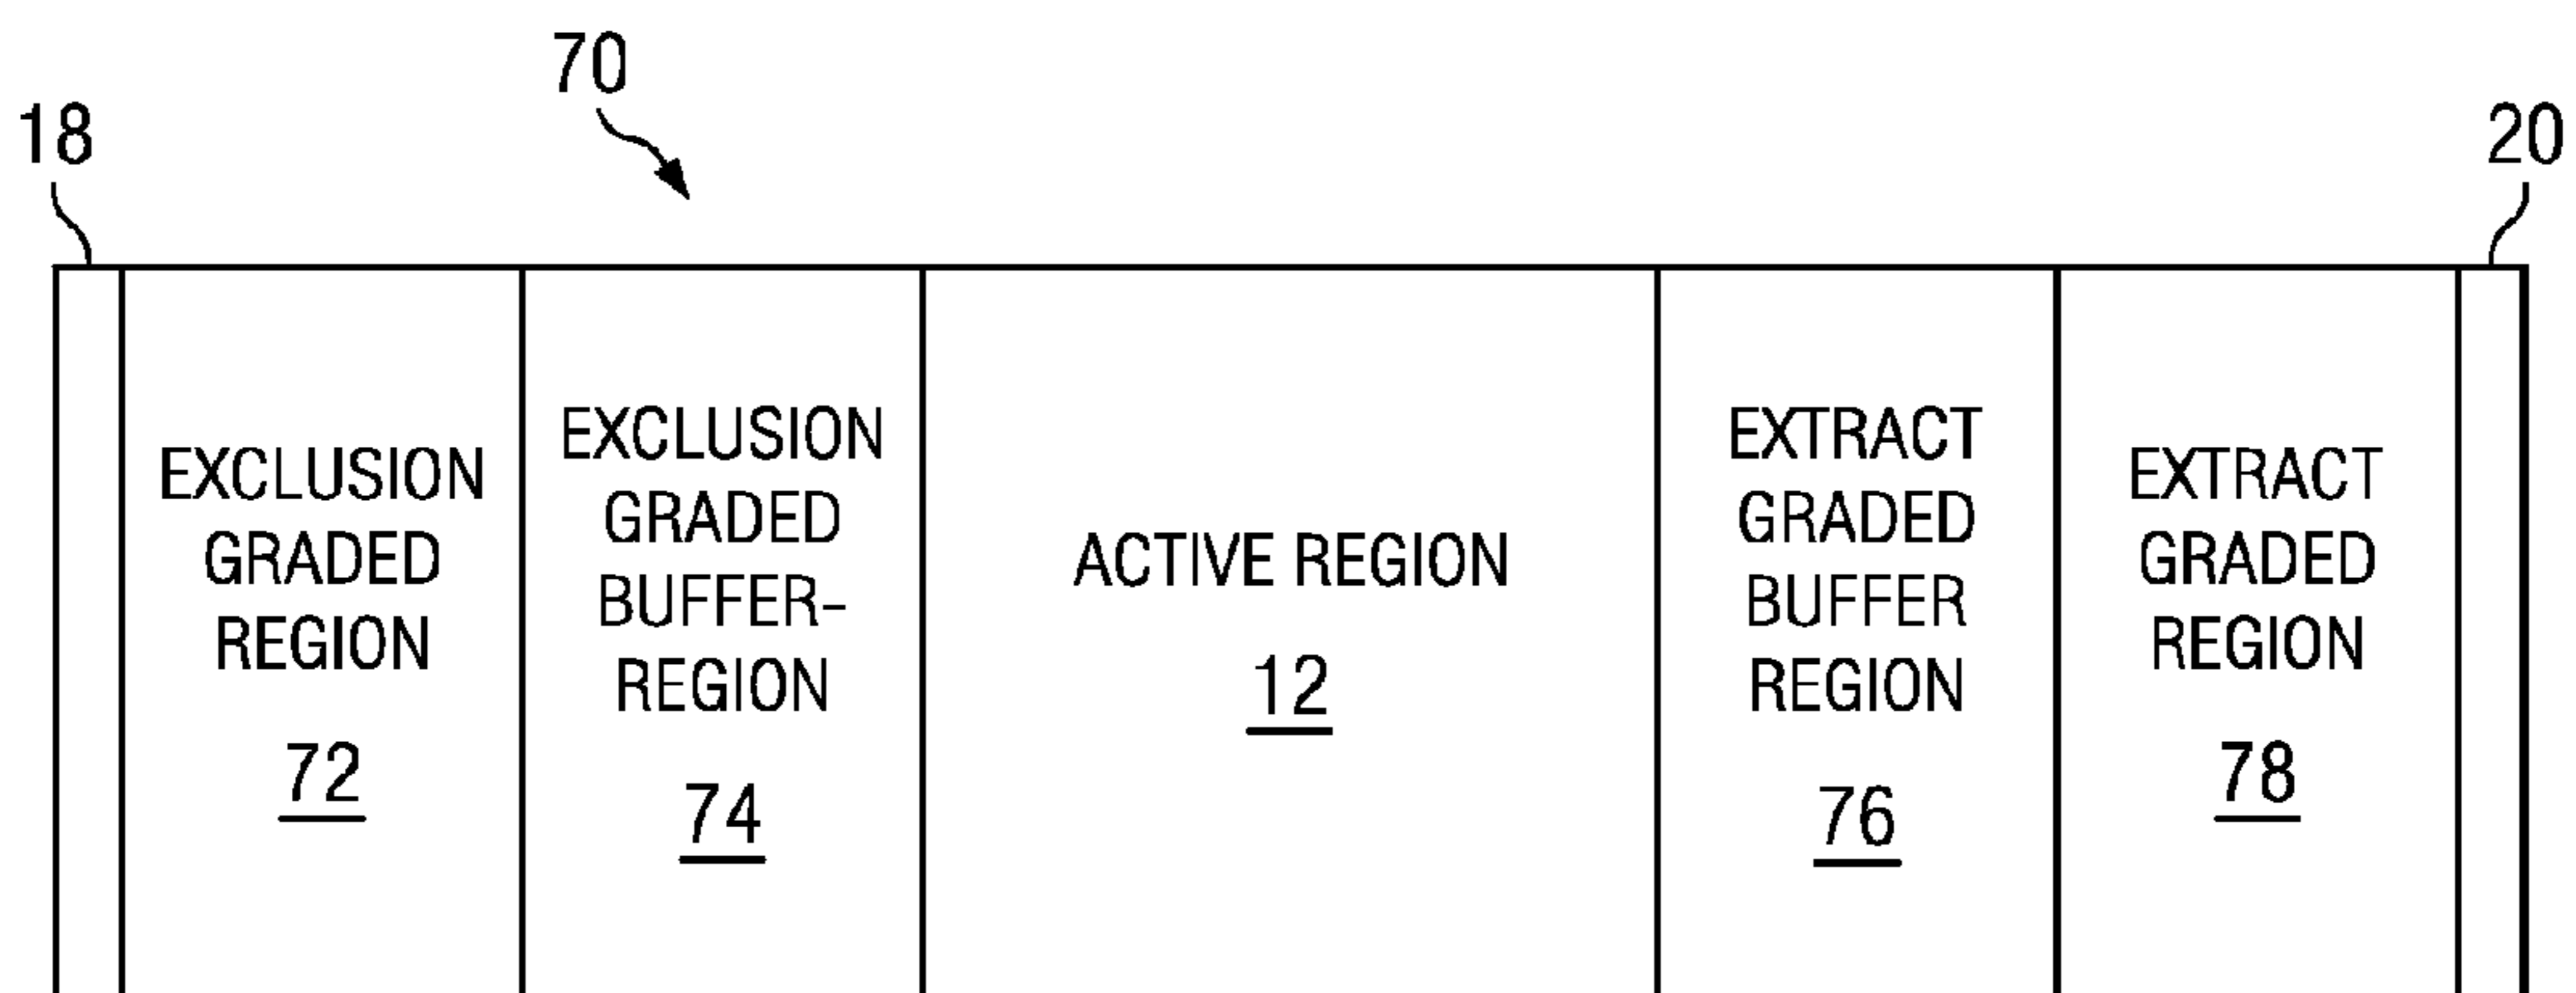 70
18
20
EXCLUSION
GRADED
REGION
72
EXCLUSION
GRADED
BUFFER-
REGION
74
ACTIVE REGION
12
EXTRACT
GRADED
BUFFER
REGION
76
EXTRACT
GRADED
REGION
78